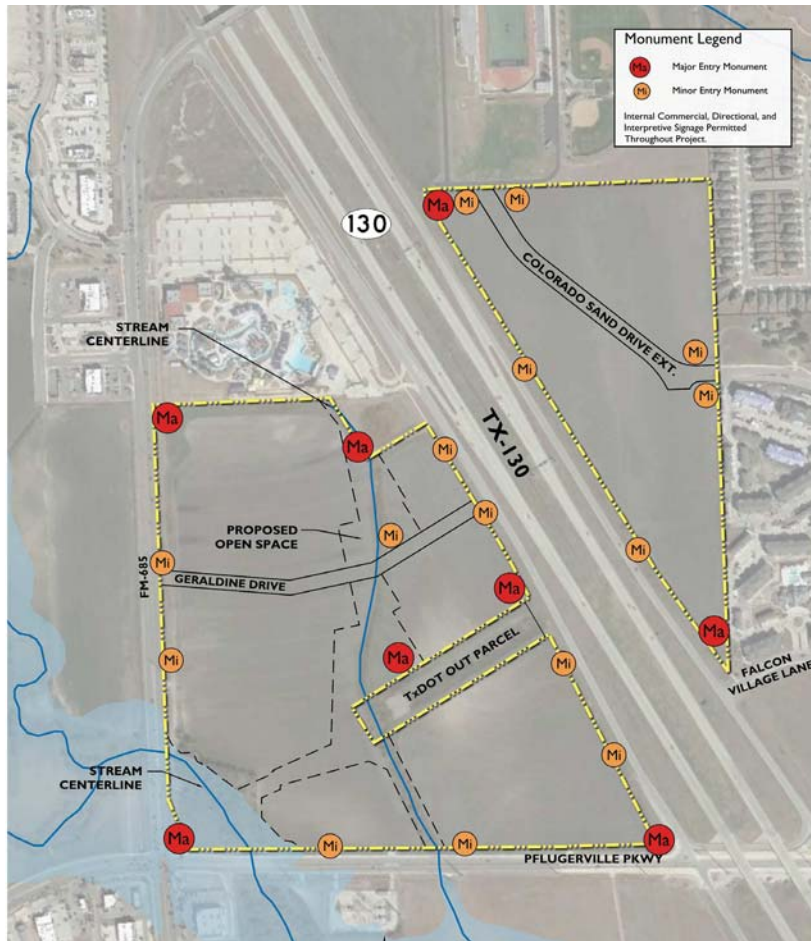 Monument Legend
Ma Major Entry Monument
Mi Minor Entry Monument
Internal Commercial, Directional, and
Interpretive Signage Permitted
Throughout Project.
Ma
Mi
Mi
130
COLORADO SAND DRIVE EXT.
STREAM
CENTERLINE
Mi
Mi
Mi
Ma
Ma
TX-130
Mi
Mi
PROPOSED
OPEN SPACE
Mi
Mi
Mi
FM-685
GERALDINE DRIVE
Ma
Ma
Ma
Mi
Mi
TxDOT OUT PARCEL
FALCON
VILLAGE LANE
Mi
STREAM
CENTERLINE
Ma
Mi
Mi
Ma
PFLUGERVILLE PKWY